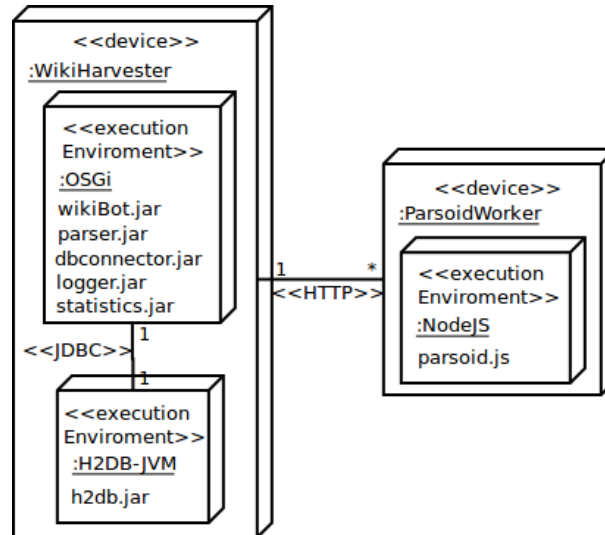 <<device>>
:WikiHarvester
<<execution
Enviroment>>
:OSGi
wikiBot.jar
parser.jar
dbconnector.jar
logger.jar
statistics.jar
1
<<JDBC>>
1
<<execution
Enviroment>>
:H2DB-JVM
h2db.jar
1
*
<<HTTP>>
<<device>>
:ParsoidWorker
<<execution
Enviroment>>
:NodeJS
parsoid.js